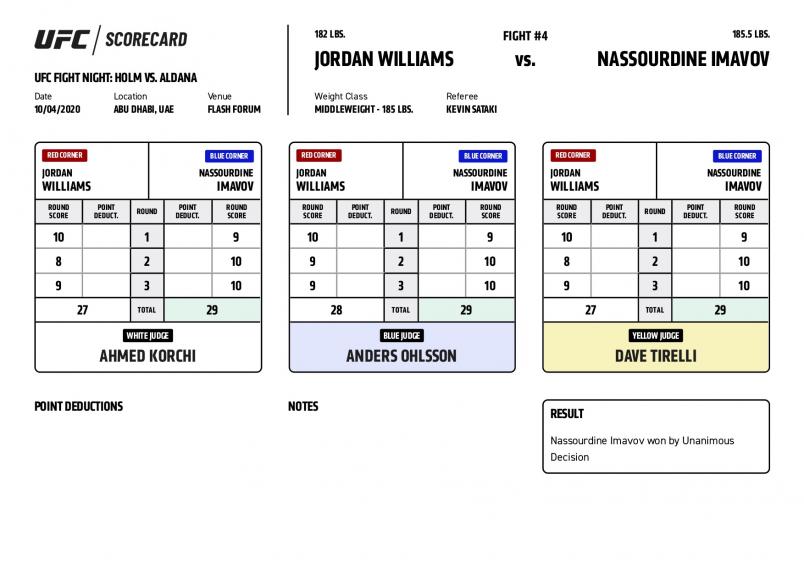 UFC / SCORECARD
UFC FIGHT NIGHT: HOLM VS. ALDANA
Date Location Venue
10/04/2020 ABU DHABI, UAE FLASH FORUM
182 LBS. FIGHT #4 185.5 LBS.
JORDAN WILLIAMS VS. NASSOURDINE IMAVOV
Weight Class Referee
MIDDLEWEIGHT - 185 LBS. KEVIN SATAKI
RED CORNER BLUE CORNER
JORDAN NASSOURDINE
WILLIAMS IMAVOV
ROUND POINT ROUND POINT ROUND
SCORE DEDUCT. DEDUCT. SCORE
10 1 9
8 2 10
9 3 10
27 TOTAL 29
WHITE JUDGE
AHMED KORCHI
RED CORNER BLUE CORNER
JORDAN NASSOURDINE
WILLIAMS IMAVOV
ROUND POINT ROUND POINT ROUND
SCORE DEDUCT. DEDUCT. SCORE
10 1 9
9 2 10
9 3 10
28 TOTAL 29
BLUE JUDGE
ANDERS OHLSSON
RED CORNER BLUE CORNER
JORDAN NASSOURDINE
WILLIAMS IMAVOV
ROUND POINT ROUND POINT ROUND
SCORE DEDUCT. DEDUCT. SCORE
10 1 9
8 2 10
9 3 10
27 TOTAL 29
YELLOW JUDGE
DAVE TIRELLI
POINT DEDUCTIONS
NOTES
RESULT
Nassourdine Imavov won by Unanimous
Decision